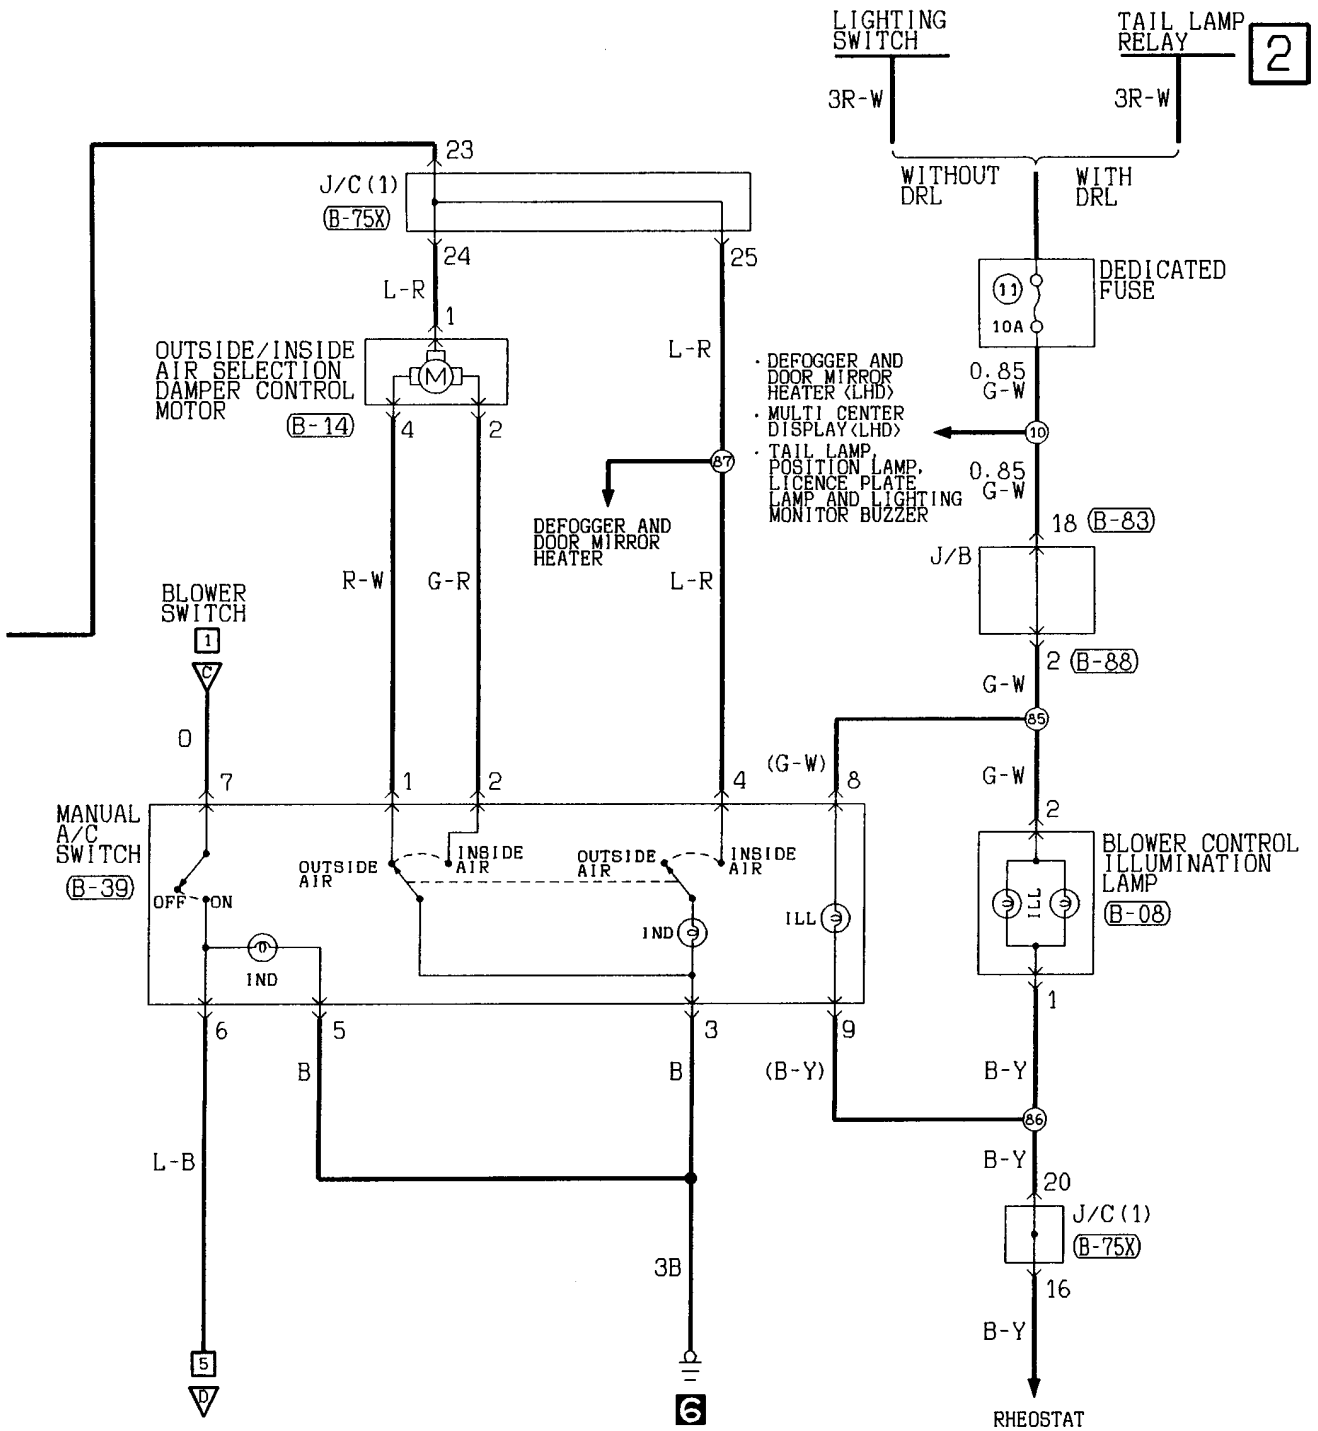 LIGHTING
SWITCH
TAIL LAMP
RELAY
2
3R-W
3R-W
WITHOUT
DRL
WITH
DRL
23
J/C(1)
B-75X
24
25
L-R
1
DEDICATED
FUSE
11
10A
OUTSIDE/INSIDE
AIR SELECTION
DAMPER CONTROL
MOTOR
M
B-14
4
2
L-R
· DEFOGGER AND
DOOR MIRROR
HEATER <LHD>
· MULTI CENTER
DISPLAY<LHD>
· TAIL LAMP,
POSITION LAMP,
LICENCE PLATE
LAMP AND LIGHTING
MONITOR BUZZER
0.85
G-W
10
0.85
G-W
87
DEFOGGER AND
DOOR MIRROR
HEATER
18
B-83
J/B
BLOWER
SWITCH
1
C
R-W
G-R
L-R
2
B-88
G-W
85
O
7
1
2
4
(G-W)
8
G-W
2
MANUAL
A/C
SWITCH
B-39
OFF
ON
OUTSIDE
AIR
INSIDE
AIR
OUTSIDE
AIR
INSIDE
AIR
IND
IND
ILL
ILL
BLOWER CONTROL
ILLUMINATION
LAMP
B-08
6
5
3
9
1
B
B
(B-Y)
B-Y
86
L-B
B-Y
20
J/C(1)
B-75X
3B
16
B-Y
5
D
6
RHEOSTAT